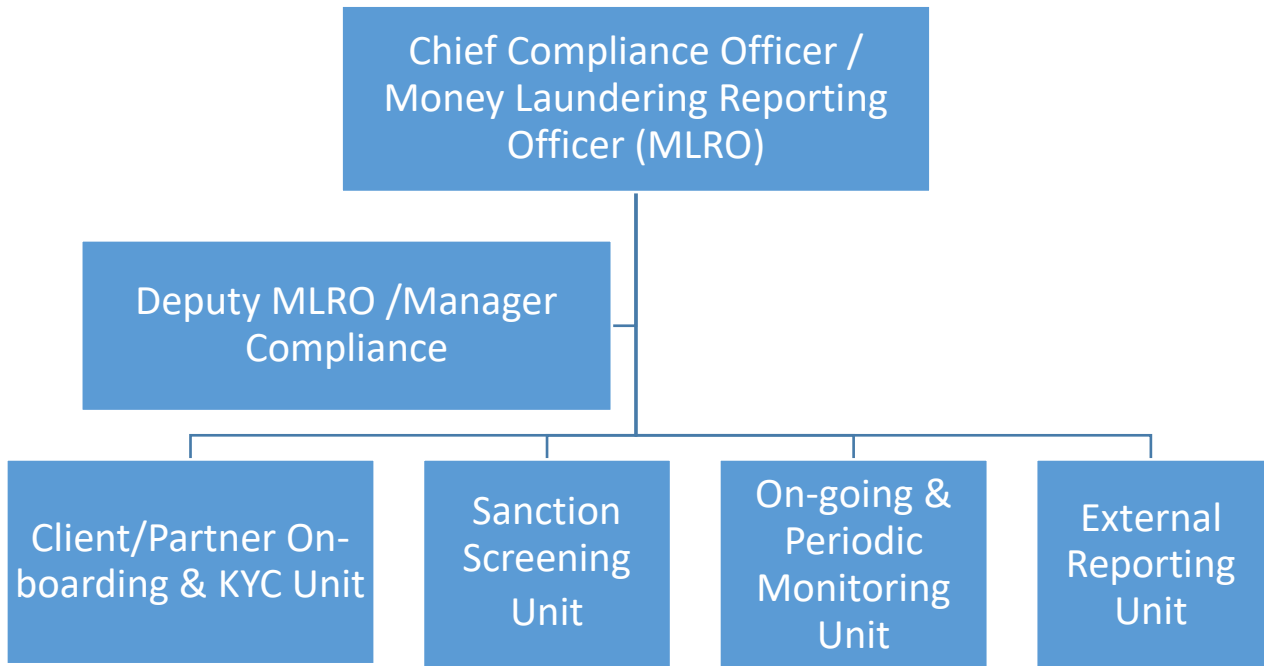 Chief Compliance Officer /
Money Laundering Reporting
Officer (MLRO)
Deputy MLRO /Manager
Compliance
Client/Partner On-
boarding & KYC Unit
Sanction
Screening
Unit
On-going &
Periodic
Monitoring
Unit
External
Reporting
Unit